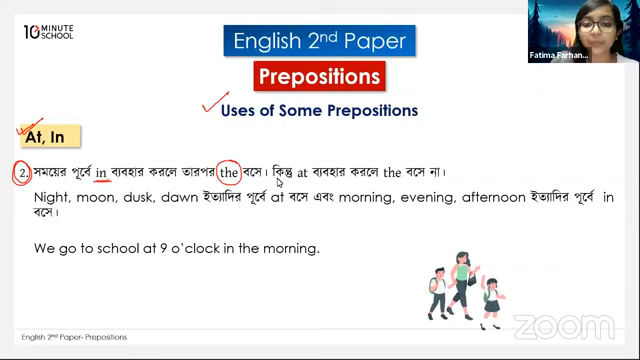 10 MINUTE SCHOOL
English 2nd Paper
Fatima Farhan...
Prepositions
Uses of Some Prepositions
At, In
2. সময়ের পূর্বে in ব্যবহার করলে তারপর the বসে। কিন্তু at ব্যবহার করলে the বসে না।
Night, moon, dusk, dawn ইত্যাদির পূর্বে at বসে এবং morning, evening, afternoon ইত্যাদির পূর্বে in
বসে।
We go to school at 9 o'clock in the morning.
English 2nd Paper- Prepositions
zoom